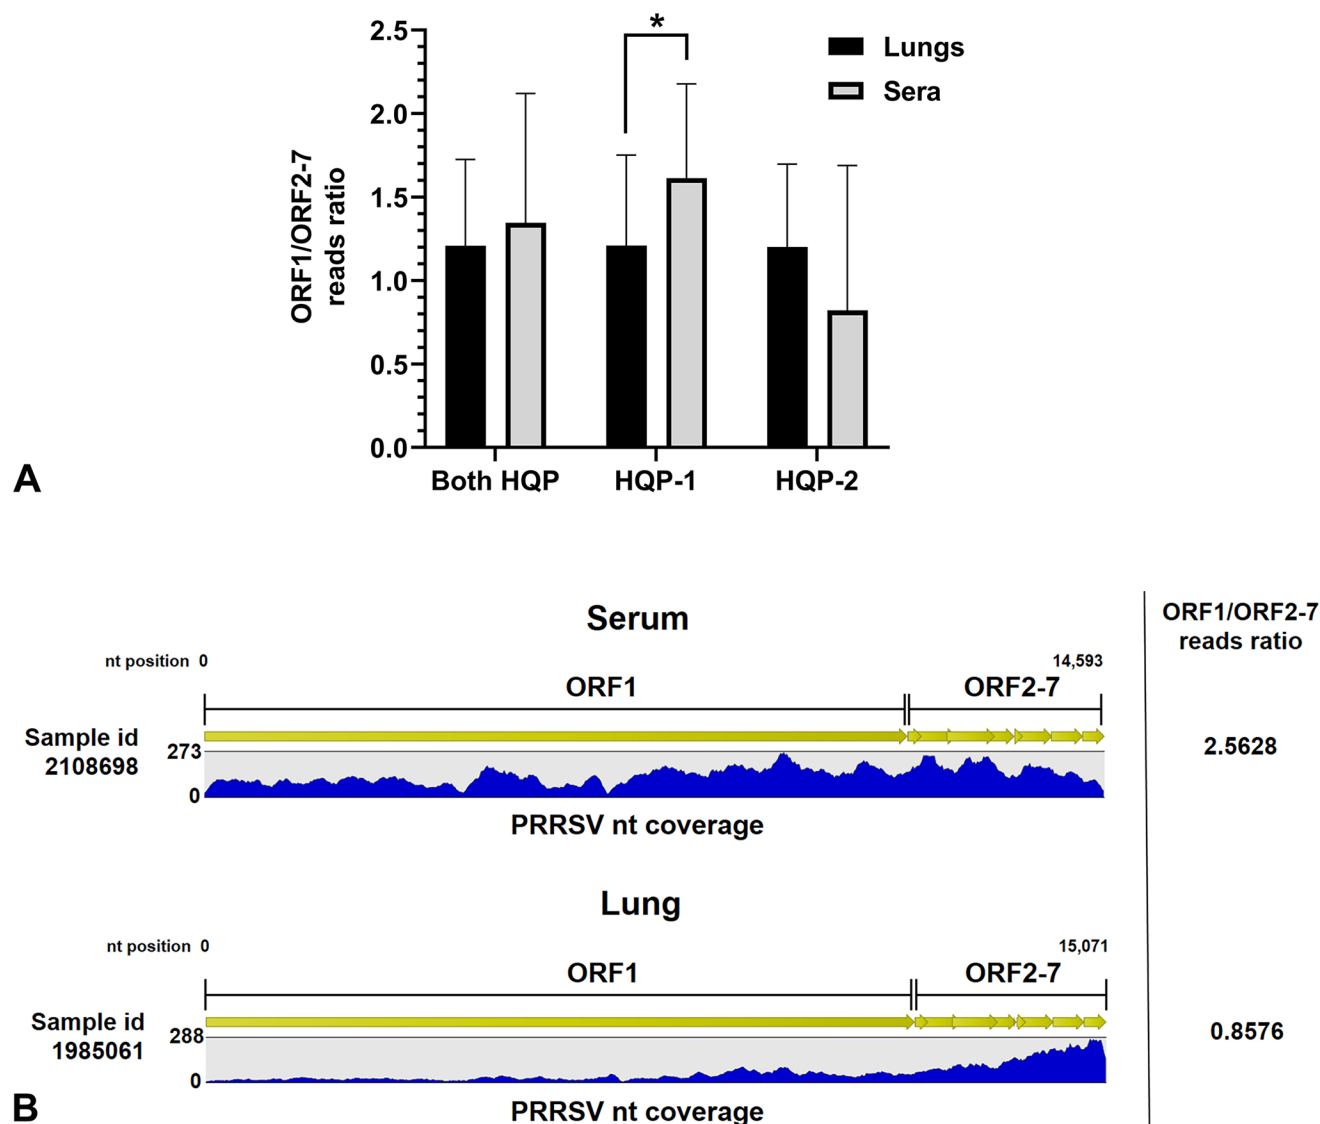 2.5
2.0
1.5
1.0
0.5
0.0
ORF1/ORF2-7
reads ratio
*
Lungs
Sera
Both HQP
HQP-1
HQP-2
A
Serum
ORF1/ORF2-7
reads ratio
nt position 0
14,593
ORF1
ORF2-7
Sample id
2108698
273
0
2.5628
PRRSV nt coverage
Lung
nt position 0
15,071
ORF1
ORF2-7
Sample id
1985061
288
0
0.8576
B
PRRSV nt coverage